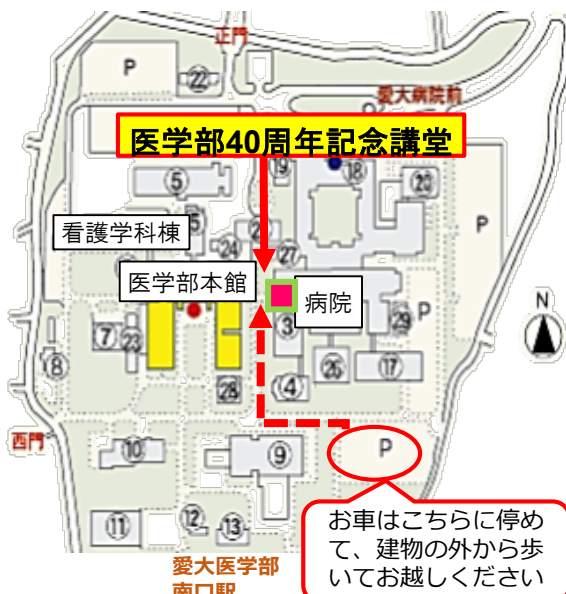 正門
P
㉒
愛大病院前
医学部40周年記念講堂
⑤
⑲
⑱
⑳
看護学科棟
P
㉔
㉗
医学部本館
病院
P
N
③
㉙
⑦
㉓
⑧
㉖
⑰
㉘
④
西門
⑩
⑨
P
⑪
⑫
⑬
お車はこちらに停め
て、建物の外から歩
いてお越しください
愛大医学部
南口駅